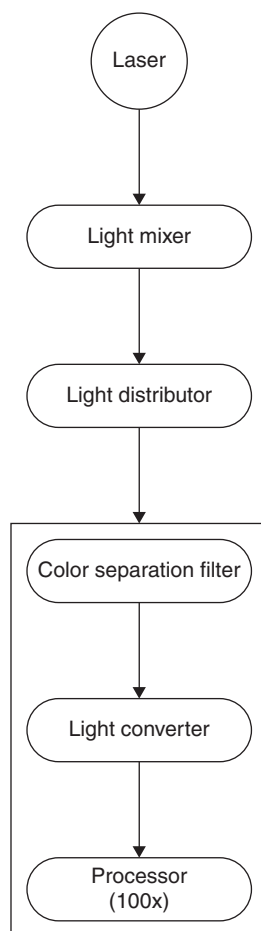 Laser
Light mixer
Light distributor
Color separation filter
Light converter
Processor
(100x)